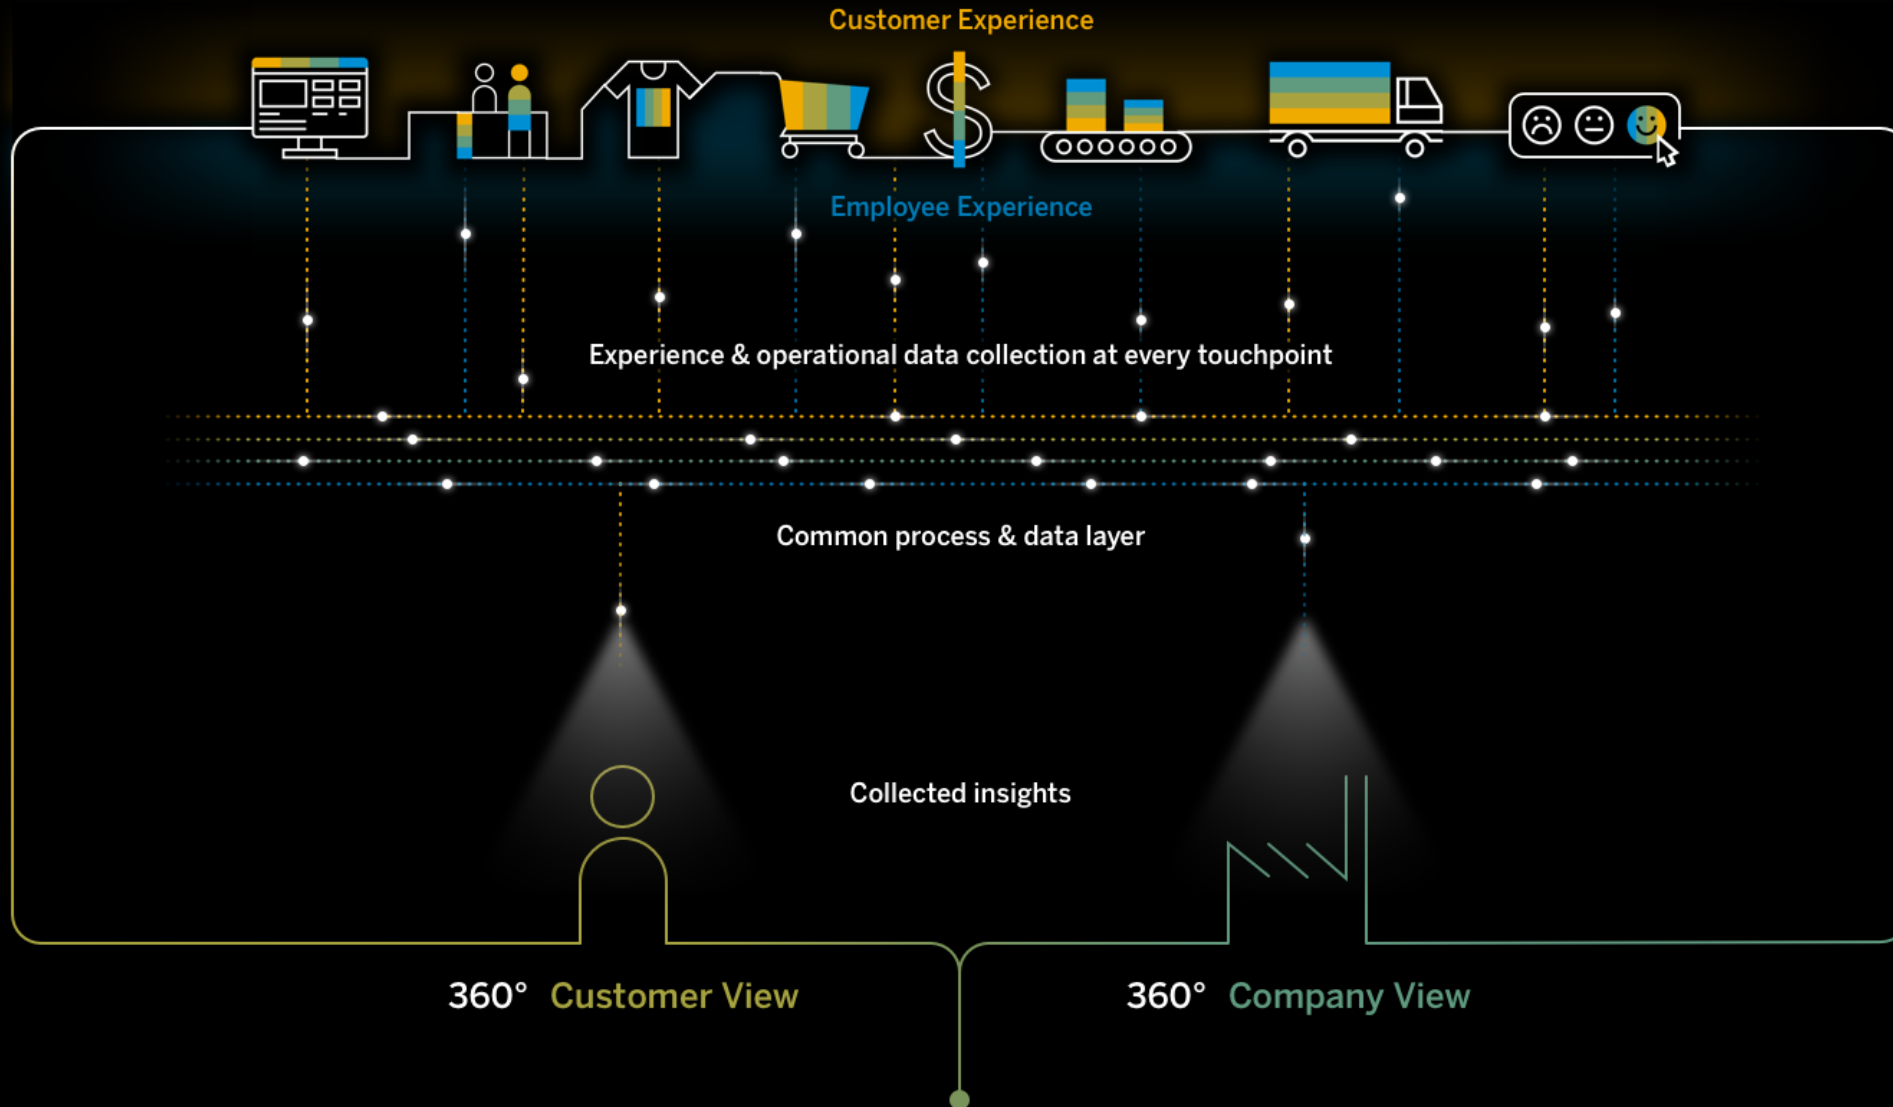 Customer Experience
Employee Experience
Experience & operational data collection at every touchpoint
Common process & data layer
Collected insights
360° Customer View
360° Company View